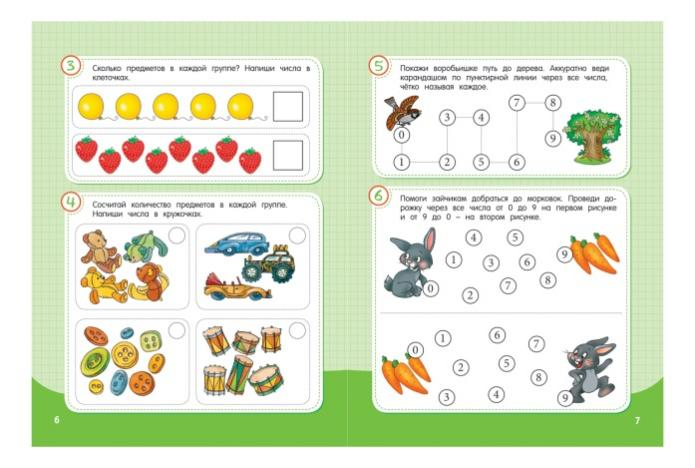 3
Сколько предметов в каждой группе? Напиши числа в
клеточках.
4
Сосчитай количество предметов в каждой группе.
Напиши числа в кружочках.
6
5
Покажи воробьишке путь до дерева. Аккуратно веди
карандашом по пунктирной линии через все числа,
чётко называя каждое.
7 8
3 4
9
0
1 2 5 6
6
Помоги зайчикам добраться до морковок. Проведи до-
рожку через все числа от 0 до 9 на первом рисунке
и от 9 до 0 – на втором рисунке.
4 5
9
1 3 6
8
0 2 7
1 6
7
0
5
2
8
3 4 9
7